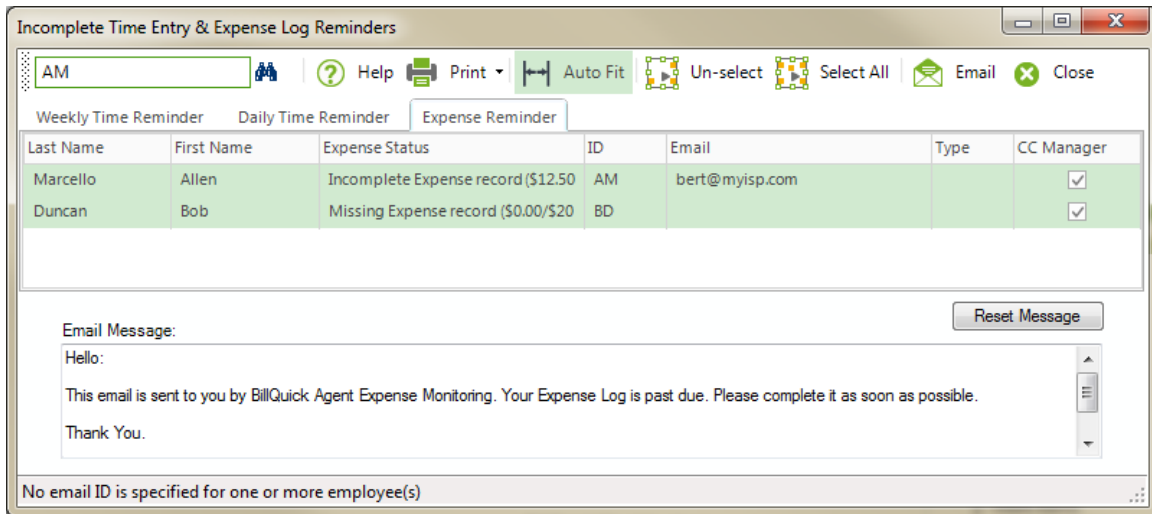 Incomplete Time Entry & Expense Log Reminders
AM Help Print Auto Fit Un-select Select All Email Close
Weekly Time Reminder Daily Time Reminder Expense Reminder
Last Name First Name Expense Status ID Email Type CC Manager
Marcello Allen Incomplete Expense record ($12.50 AM bert@myisp.com
Duncan Bob Missing Expense record ($0.00/$20 BD
Reset Message
Email Message:
Hello:
This email is sent to you by BillQuick Agent Expense Monitoring. Your Expense Log is past due. Please complete it as soon as possible.
Thank You.
No email ID is specified for one or more employee(s)